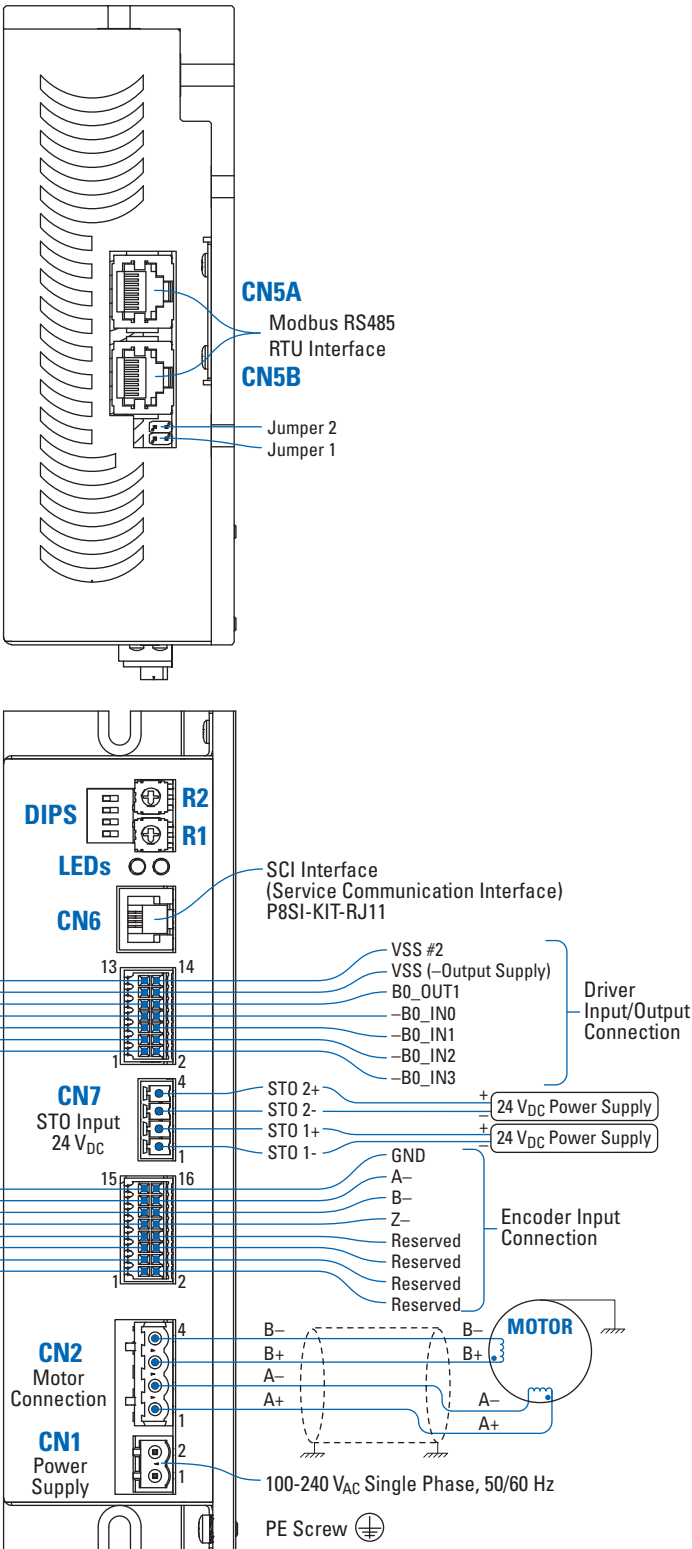 CN5A
Modbus RS485
RTU Interface
CN5B
Jumper 2
Jumper 1
DIPS
R2
R1
LEDs
SCI Interface
(Service Communication Interface)
P8SI-KIT-RJ11
CN6
13
14
1
2
VSS #2
VSS (–Output Supply)
B0_OUT1
–B0_IN0
–B0_IN1
–B0_IN2
–B0_IN3
Driver
Input/Output
Connection
CN7
STO Input
24 VDC
4
1
STO 2+
STO 2-
STO 1+
STO 1-
+
–
24 VDC Power Supply
+
–
24 VDC Power Supply
15
16
1
2
GND
A–
B–
Z–
Reserved
Reserved
Reserved
Reserved
Encoder Input
Connection
CN2
Motor
Connection
4
1
B–
B+
A–
A+
B–
B+
A–
A+
MOTOR
CN1
Power
Supply
2
1
100-240 VAC Single Phase, 50/60 Hz
PE Screw